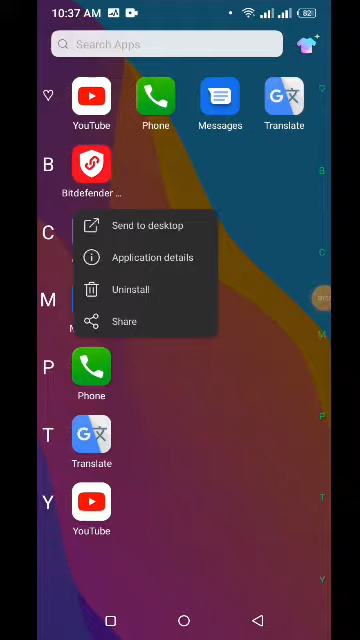 10:37 AM
82
Search Apps
YouTube
Phone
Messages
Translate
B
Bitdefender ...
C
Send to desktop
Application details
Uninstall
Share
M
P
Phone
T
Translate
Y
YouTube
B
C
M
P
T
Y